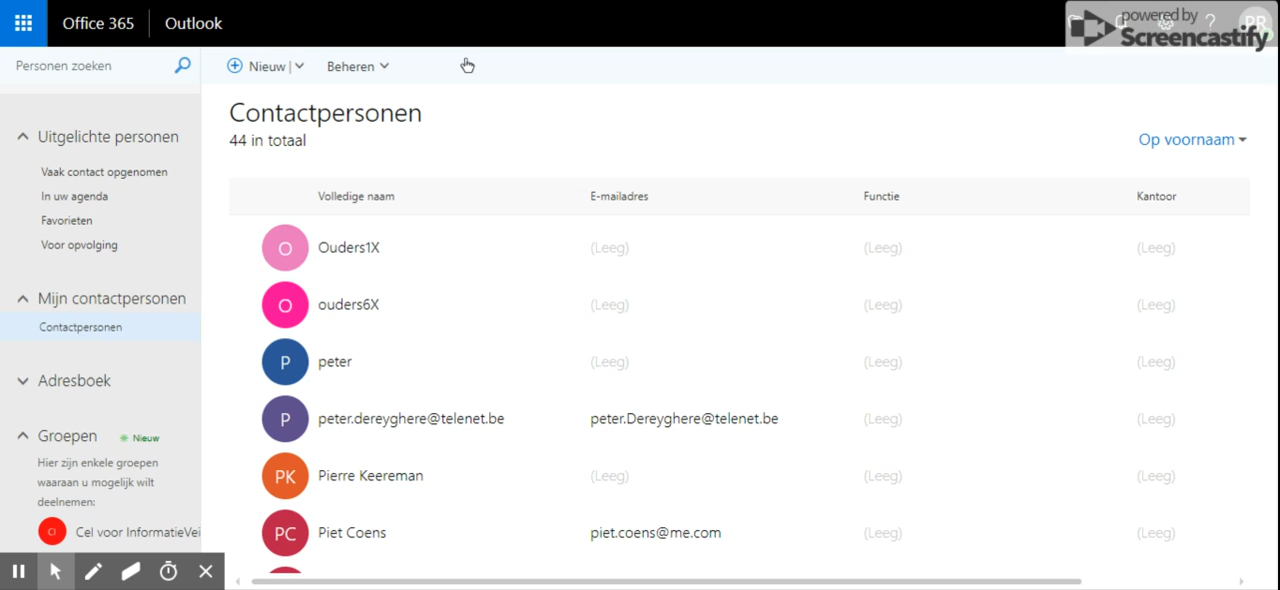 Office 365 Outlook
powered by
Screencastify
? PR
Personen zoeken
Nieuw | Beheren
Contactpersonen
44 in totaal
Op voornaam
Uitgelichte personen
Vaak contact opgenomen
In uw agenda
Favorieten
Voor opvolging
Mijn contactpersonen
Contactpersonen
Adresboek
Groepen Nieuw
Hier zijn enkele groepen
waaraan u mogelijk wilt
deelnemen:
CI Cel voor InformatieVei
Volledige naam E-mailadres Functie Kantoor
O Ouders1X (Leeg) (Leeg) (Leeg)
O ouders6X (Leeg) (Leeg) (Leeg)
P peter (Leeg) (Leeg) (Leeg)
P peter.dereyghere@telenet.be peter.Dereyghere@telenet.be (Leeg) (Leeg)
PK Pierre Keereman (Leeg) (Leeg) (Leeg)
PC Piet Coens piet.coens@me.com (Leeg) (Leeg)